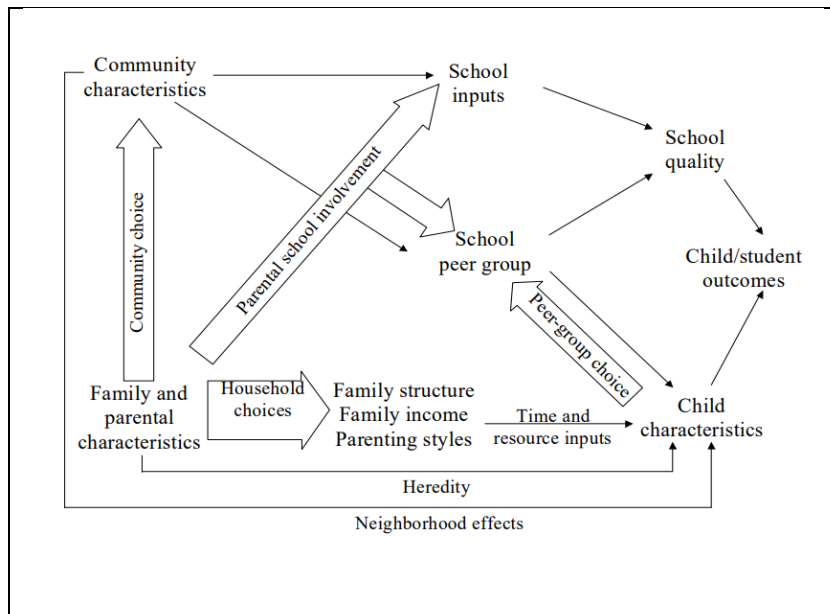 Community
characteristics
School
inputs
School
quality
Community choice
Parental school involvement
School
peer group
Child/student
outcomes
Peer-group choice
Family and
parental
characteristics
Household
choices
Family structure
Family income
Parenting styles
Time and
resource inputs
Child
characteristics
Heredity
Neighborhood effects